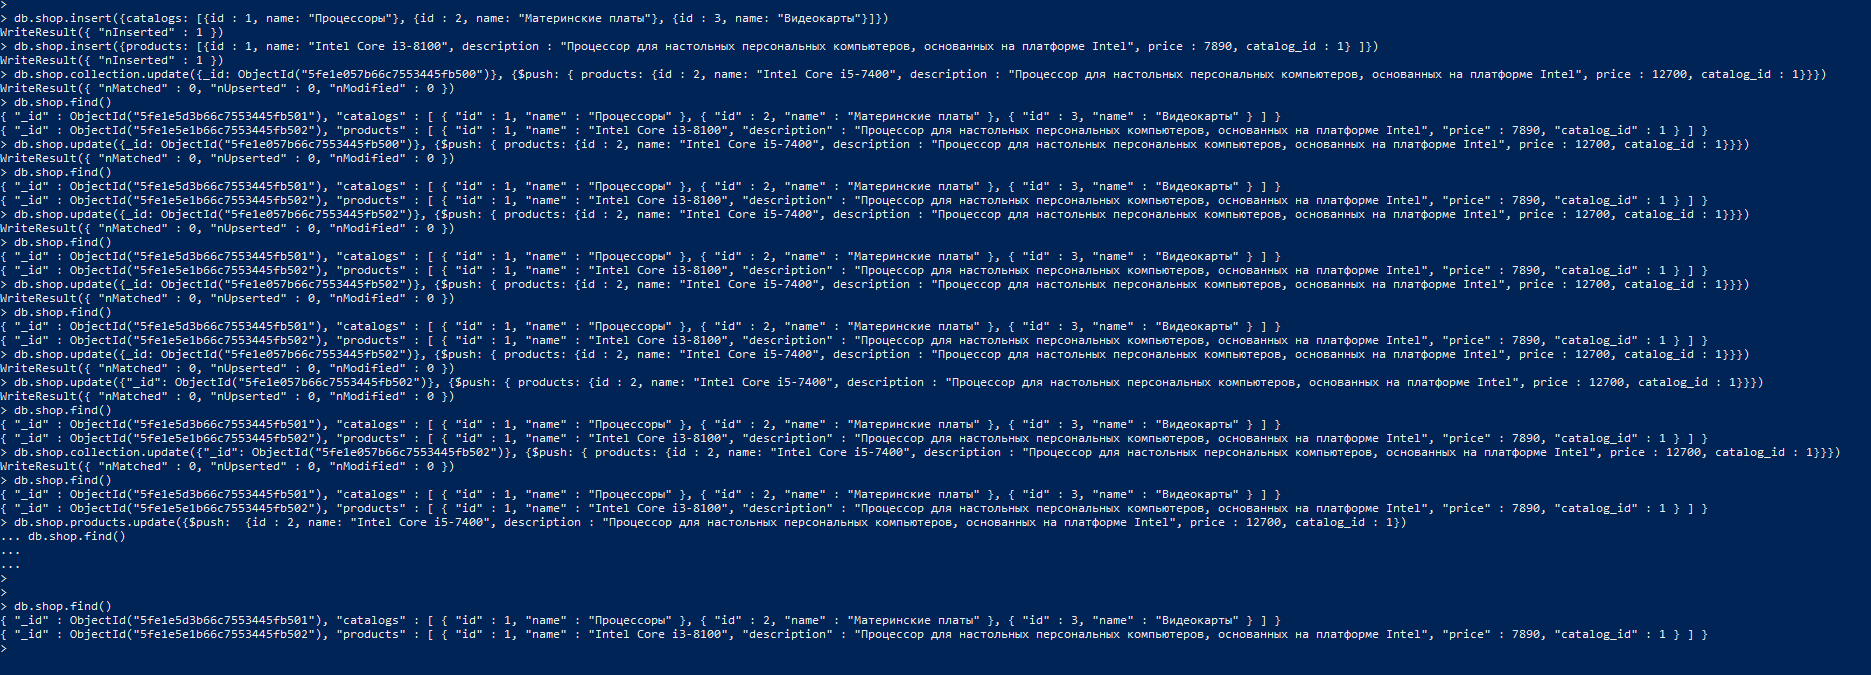 >
> db.shop.insert({catalogs: [{id : 1, name: "Процессоры"}, {id : 2, name: "Материнские платы"}, {id : 3, name: "Видеокарты"}]})
WriteResult({ "nInserted" : 1 })
> db.shop.insert({products: [{id : 1, name: "Intel Core i3-8100", description : "Процессор для настольных персональных компьютеров, основанных на платформе Intel", price : 7890, catalog_id : 1} ]})
WriteResult({ "nInserted" : 1 })
> db.shop.collection.update({_id: ObjectId("5fe1e057b66c7553445fb500")}, {$push: { products: {id : 2, name: "Intel Core i5-7400", description : "Процессор для настольных персональных компьютеров, основанных на платформе Intel", price : 12700, catalog_id : 1}}})
WriteResult({ "nMatched" : 0, "nUpserted" : 0, "nModified" : 0 })
> db.shop.find()
{ "_id" : ObjectId("5fe1e5d3b66c7553445fb501"), "catalogs" : [ { "id" : 1, "name" : "Процессоры" }, { "id" : 2, "name" : "Материнские платы" }, { "id" : 3, "name" : "Видеокарты" } ] }
{ "_id" : ObjectId("5fe1e5e1b66c7553445fb502"), "products" : [ { "id" : 1, "name" : "Intel Core i3-8100", "description" : "Процессор для настольных персональных компьютеров, основанных на платформе Intel", "price" : 7890, "catalog_id" : 1 } ] }
> db.shop.update({_id: ObjectId("5fe1e057b66c7553445fb500")}, {$push: { products: {id : 2, name: "Intel Core i5-7400", description : "Процессор для настольных персональных компьютеров, основанных на платформе Intel", price : 12700, catalog_id : 1}}})
WriteResult({ "nMatched" : 0, "nUpserted" : 0, "nModified" : 0 })
> db.shop.find()
{ "_id" : ObjectId("5fe1e5d3b66c7553445fb501"), "catalogs" : [ { "id" : 1, "name" : "Процессоры" }, { "id" : 2, "name" : "Материнские платы" }, { "id" : 3, "name" : "Видеокарты" } ] }
{ "_id" : ObjectId("5fe1e5e1b66c7553445fb502"), "products" : [ { "id" : 1, "name" : "Intel Core i3-8100", "description" : "Процессор для настольных персональных компьютеров, основанных на платформе Intel", "price" : 7890, "catalog_id" : 1 } ] }
> db.shop.update({_id: ObjectId("5fe1e057b66c7553445fb502")}, {$push: { products: {id : 2, name: "Intel Core i5-7400", description : "Процессор для настольных персональных компьютеров, основанных на платформе Intel", price : 12700, catalog_id : 1}}})
WriteResult({ "nMatched" : 0, "nUpserted" : 0, "nModified" : 0 })
> db.shop.find()
{ "_id" : ObjectId("5fe1e5d3b66c7553445fb501"), "catalogs" : [ { "id" : 1, "name" : "Процессоры" }, { "id" : 2, "name" : "Материнские платы" }, { "id" : 3, "name" : "Видеокарты" } ] }
{ "_id" : ObjectId("5fe1e5e1b66c7553445fb502"), "products" : [ { "id" : 1, "name" : "Intel Core i3-8100", "description" : "Процессор для настольных персональных компьютеров, основанных на платформе Intel", "price" : 7890, "catalog_id" : 1 } ] }
> db.shop.update({_id: ObjectId("5fe1e057b66c7553445fb502")}, {$push: { products: {id : 2, name: "Intel Core i5-7400", description : "Процессор для настольных персональных компьютеров, основанных на платформе Intel", price : 12700, catalog_id : 1}}})
WriteResult({ "nMatched" : 0, "nUpserted" : 0, "nModified" : 0 })
> db.shop.find()
{ "_id" : ObjectId("5fe1e5d3b66c7553445fb501"), "catalogs" : [ { "id" : 1, "name" : "Процессоры" }, { "id" : 2, "name" : "Материнские платы" }, { "id" : 3, "name" : "Видеокарты" } ] }
{ "_id" : ObjectId("5fe1e5e1b66c7553445fb502"), "products" : [ { "id" : 1, "name" : "Intel Core i3-8100", "description" : "Процессор для настольных персональных компьютеров, основанных на платформе Intel", "price" : 7890, "catalog_id" : 1 } ] }
> db.shop.update({_id: ObjectId("5fe1e057b66c7553445fb502")}, {$push: { products: {id : 2, name: "Intel Core i5-7400", description : "Процессор для настольных персональных компьютеров, основанных на платформе Intel", price : 12700, catalog_id : 1}}})
WriteResult({ "nMatched" : 0, "nUpserted" : 0, "nModified" : 0 })
> db.shop.update({"_id": ObjectId("5fe1e057b66c7553445fb502")}, {$push: { products: {id : 2, name: "Intel Core i5-7400", description : "Процессор для настольных персональных компьютеров, основанных на платформе Intel", price : 12700, catalog_id : 1}}})
WriteResult({ "nMatched" : 0, "nUpserted" : 0, "nModified" : 0 })
> db.shop.find()
{ "_id" : ObjectId("5fe1e5d3b66c7553445fb501"), "catalogs" : [ { "id" : 1, "name" : "Процессоры" }, { "id" : 2, "name" : "Материнские платы" }, { "id" : 3, "name" : "Видеокарты" } ] }
{ "_id" : ObjectId("5fe1e5e1b66c7553445fb502"), "products" : [ { "id" : 1, "name" : "Intel Core i3-8100", "description" : "Процессор для настольных персональных компьютеров, основанных на платформе Intel", "price" : 7890, "catalog_id" : 1 } ] }
> db.shop.collection.update({"_id": ObjectId("5fe1e057b66c7553445fb502")}, {$push: { products: {id : 2, name: "Intel Core i5-7400", description : "Процессор для настольных персональных компьютеров, основанных на платформе Intel", price : 12700, catalog_id : 1}}})
WriteResult({ "nMatched" : 0, "nUpserted" : 0, "nModified" : 0 })
> db.shop.find()
{ "_id" : ObjectId("5fe1e5d3b66c7553445fb501"), "catalogs" : [ { "id" : 1, "name" : "Процессоры" }, { "id" : 2, "name" : "Материнские платы" }, { "id" : 3, "name" : "Видеокарты" } ] }
{ "_id" : ObjectId("5fe1e5e1b66c7553445fb502"), "products" : [ { "id" : 1, "name" : "Intel Core i3-8100", "description" : "Процессор для настольных персональных компьютеров, основанных на платформе Intel", "price" : 7890, "catalog_id" : 1 } ] }
> db.shop.products.update({$push:  {id : 2, name: "Intel Core i5-7400", description : "Процессор для настольных персональных компьютеров, основанных на платформе Intel", price : 12700, catalog_id : 1})
... db.shop.find()
...
...
>
>
> db.shop.find()
{ "_id" : ObjectId("5fe1e5d3b66c7553445fb501"), "catalogs" : [ { "id" : 1, "name" : "Процессоры" }, { "id" : 2, "name" : "Материнские платы" }, { "id" : 3, "name" : "Видеокарты" } ] }
{ "_id" : ObjectId("5fe1e5e1b66c7553445fb502"), "products" : [ { "id" : 1, "name" : "Intel Core i3-8100", "description" : "Процессор для настольных персональных компьютеров, основанных на платформе Intel", "price" : 7890, "catalog_id" : 1 } ] }
>